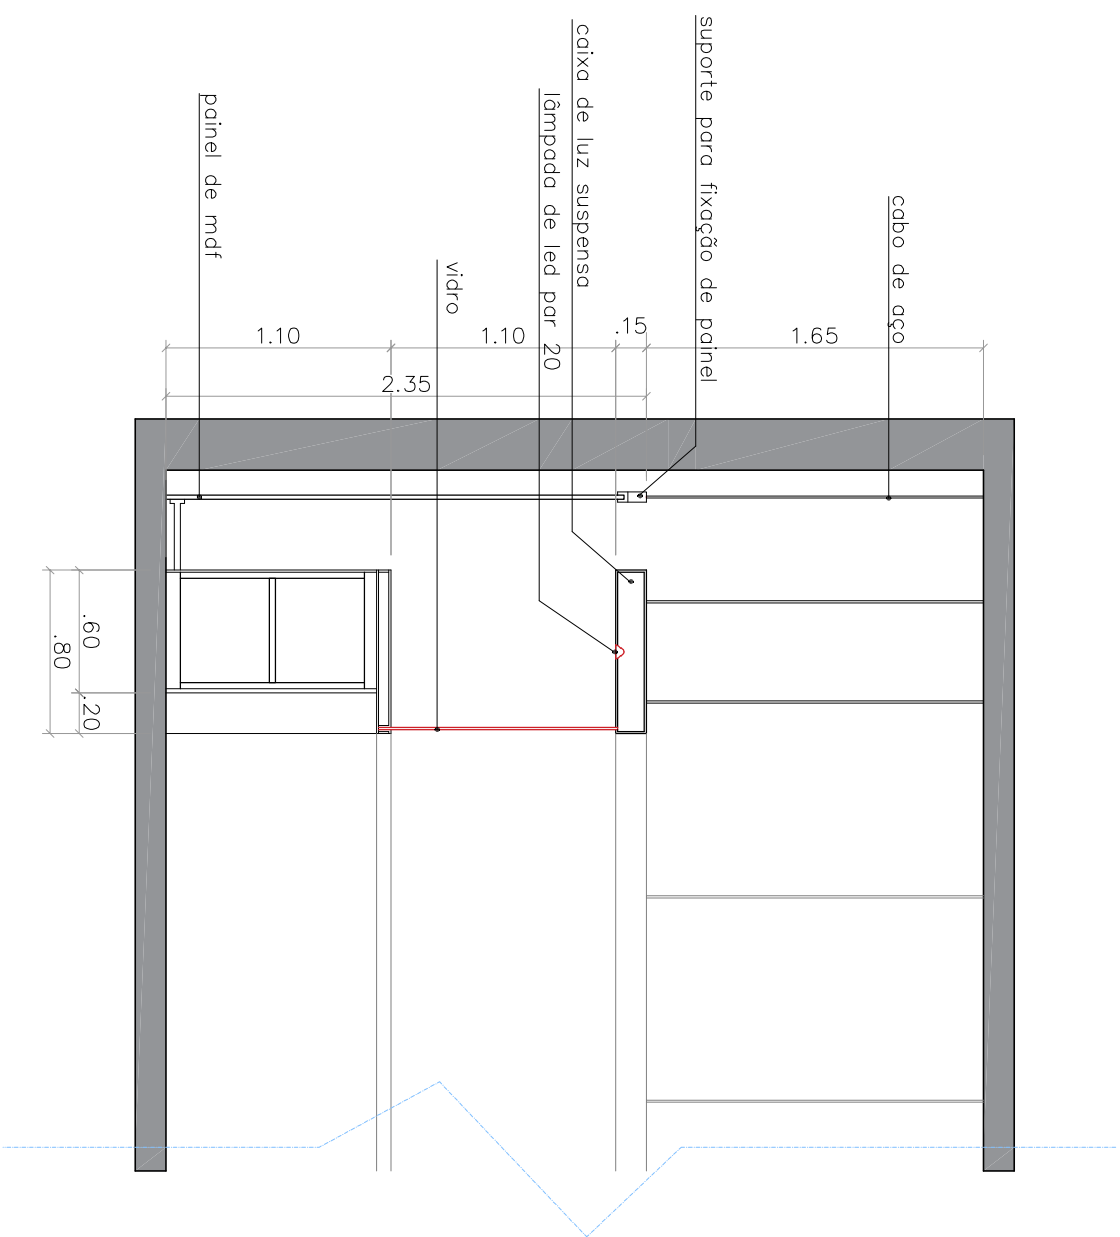 suporte para fixação de painel
caixa de luz suspensa
lâmpada de led par 20
painel de mdf
cabo de aço
vidro
1.10
1.10
.15
1.65
2.35
.60
.80
.20